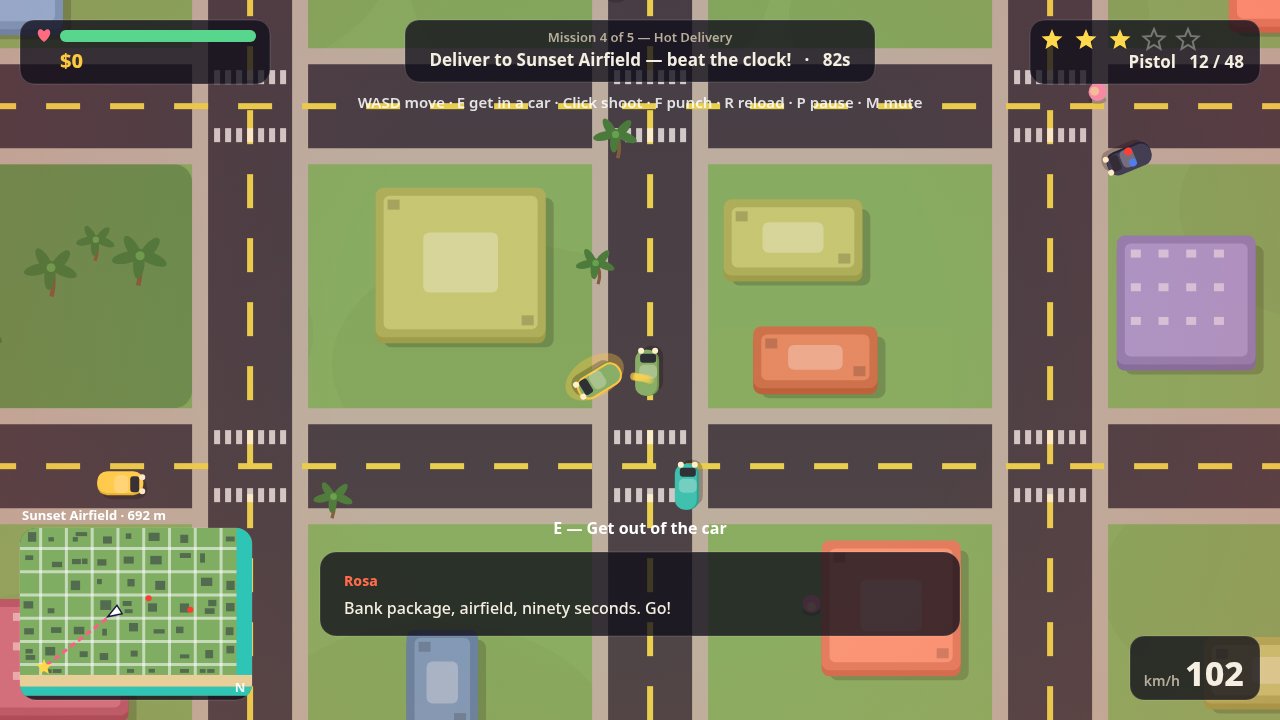 Mission 4 of 5 — Hot Delivery
Deliver to Sunset Airfield — beat the clock! · 82s
$0
Pistol 12 / 48
WASD move · E get in a car · Click shoot · F punch · R reload · P pause · M mute
Sunset Airfield · 692 m
E — Get out of the car
Rosa
Bank package, airfield, ninety seconds. Go!
N
km/h 102